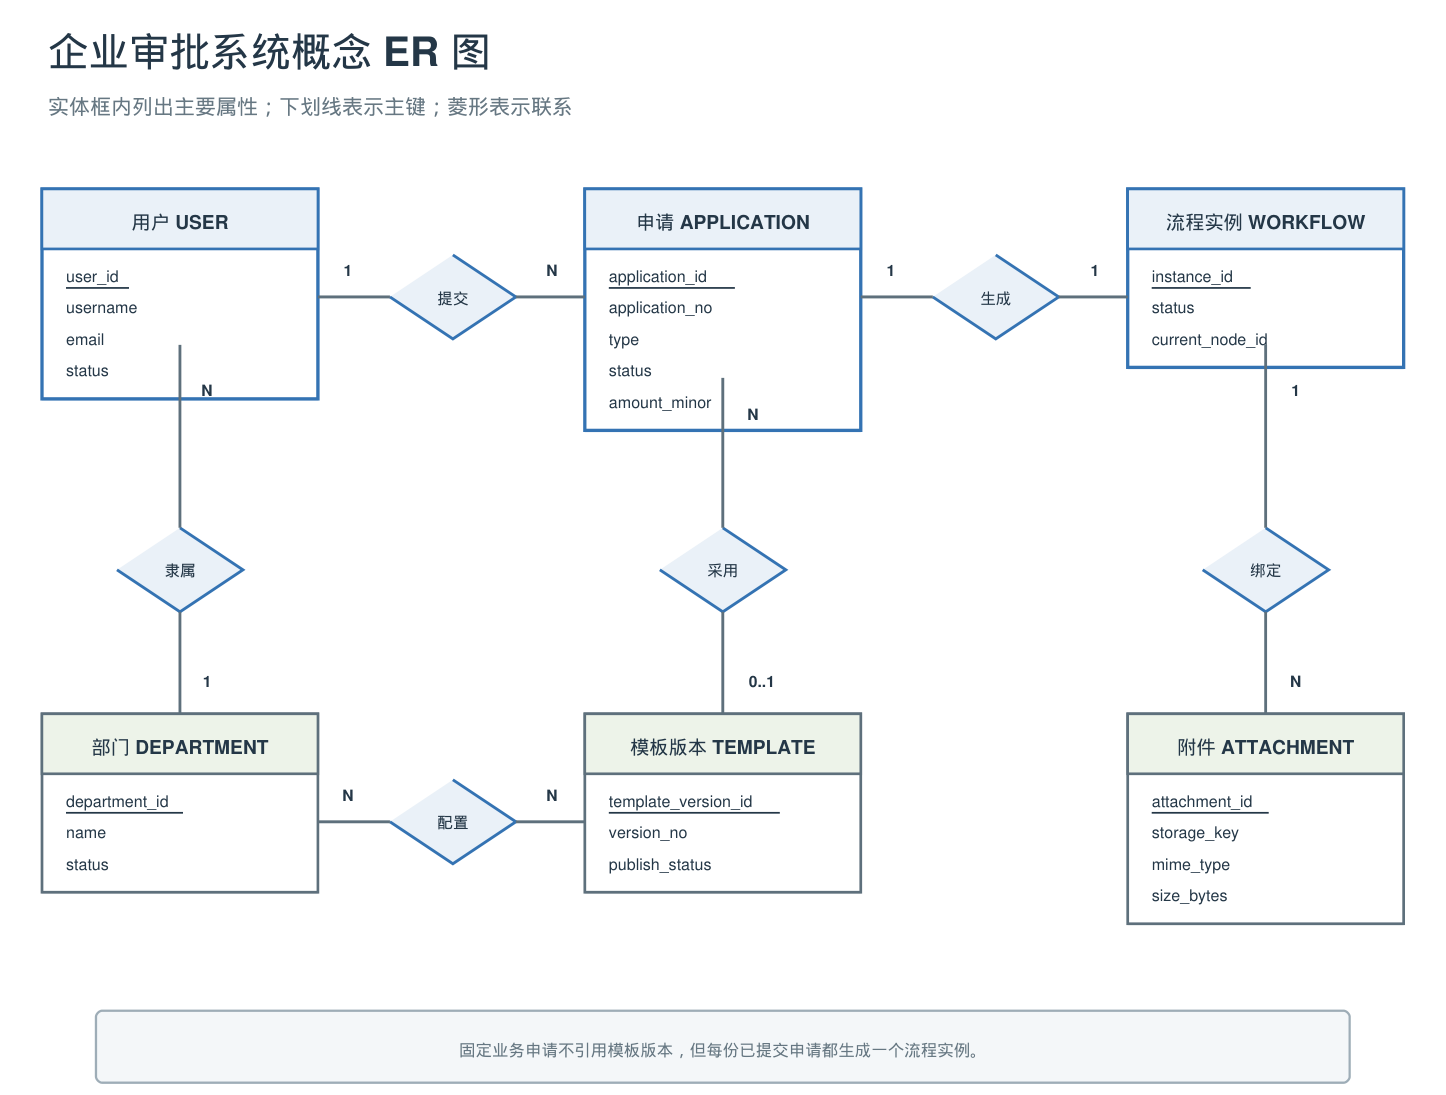 企业审批系统概念 ER 图
实体框内列出主要属性；下划线表示主键；菱形表示联系
用户 USER
user_id
username
email
status
1
提交
N
申请 APPLICATION
application_id
application_no
type
status
amount_minor
1
生成
1
流程实例 WORKFLOW
instance_id
status
current_node_id
N
隶属
1
N
采用
0..1
1
绑定
N
部门 DEPARTMENT
department_id
name
status
N
配置
N
模板版本 TEMPLATE
template_version_id
version_no
publish_status
附件 ATTACHMENT
attachment_id
storage_key
mime_type
size_bytes
固定业务申请不引用模板版本，但每份已提交申请都生成一个流程实例。